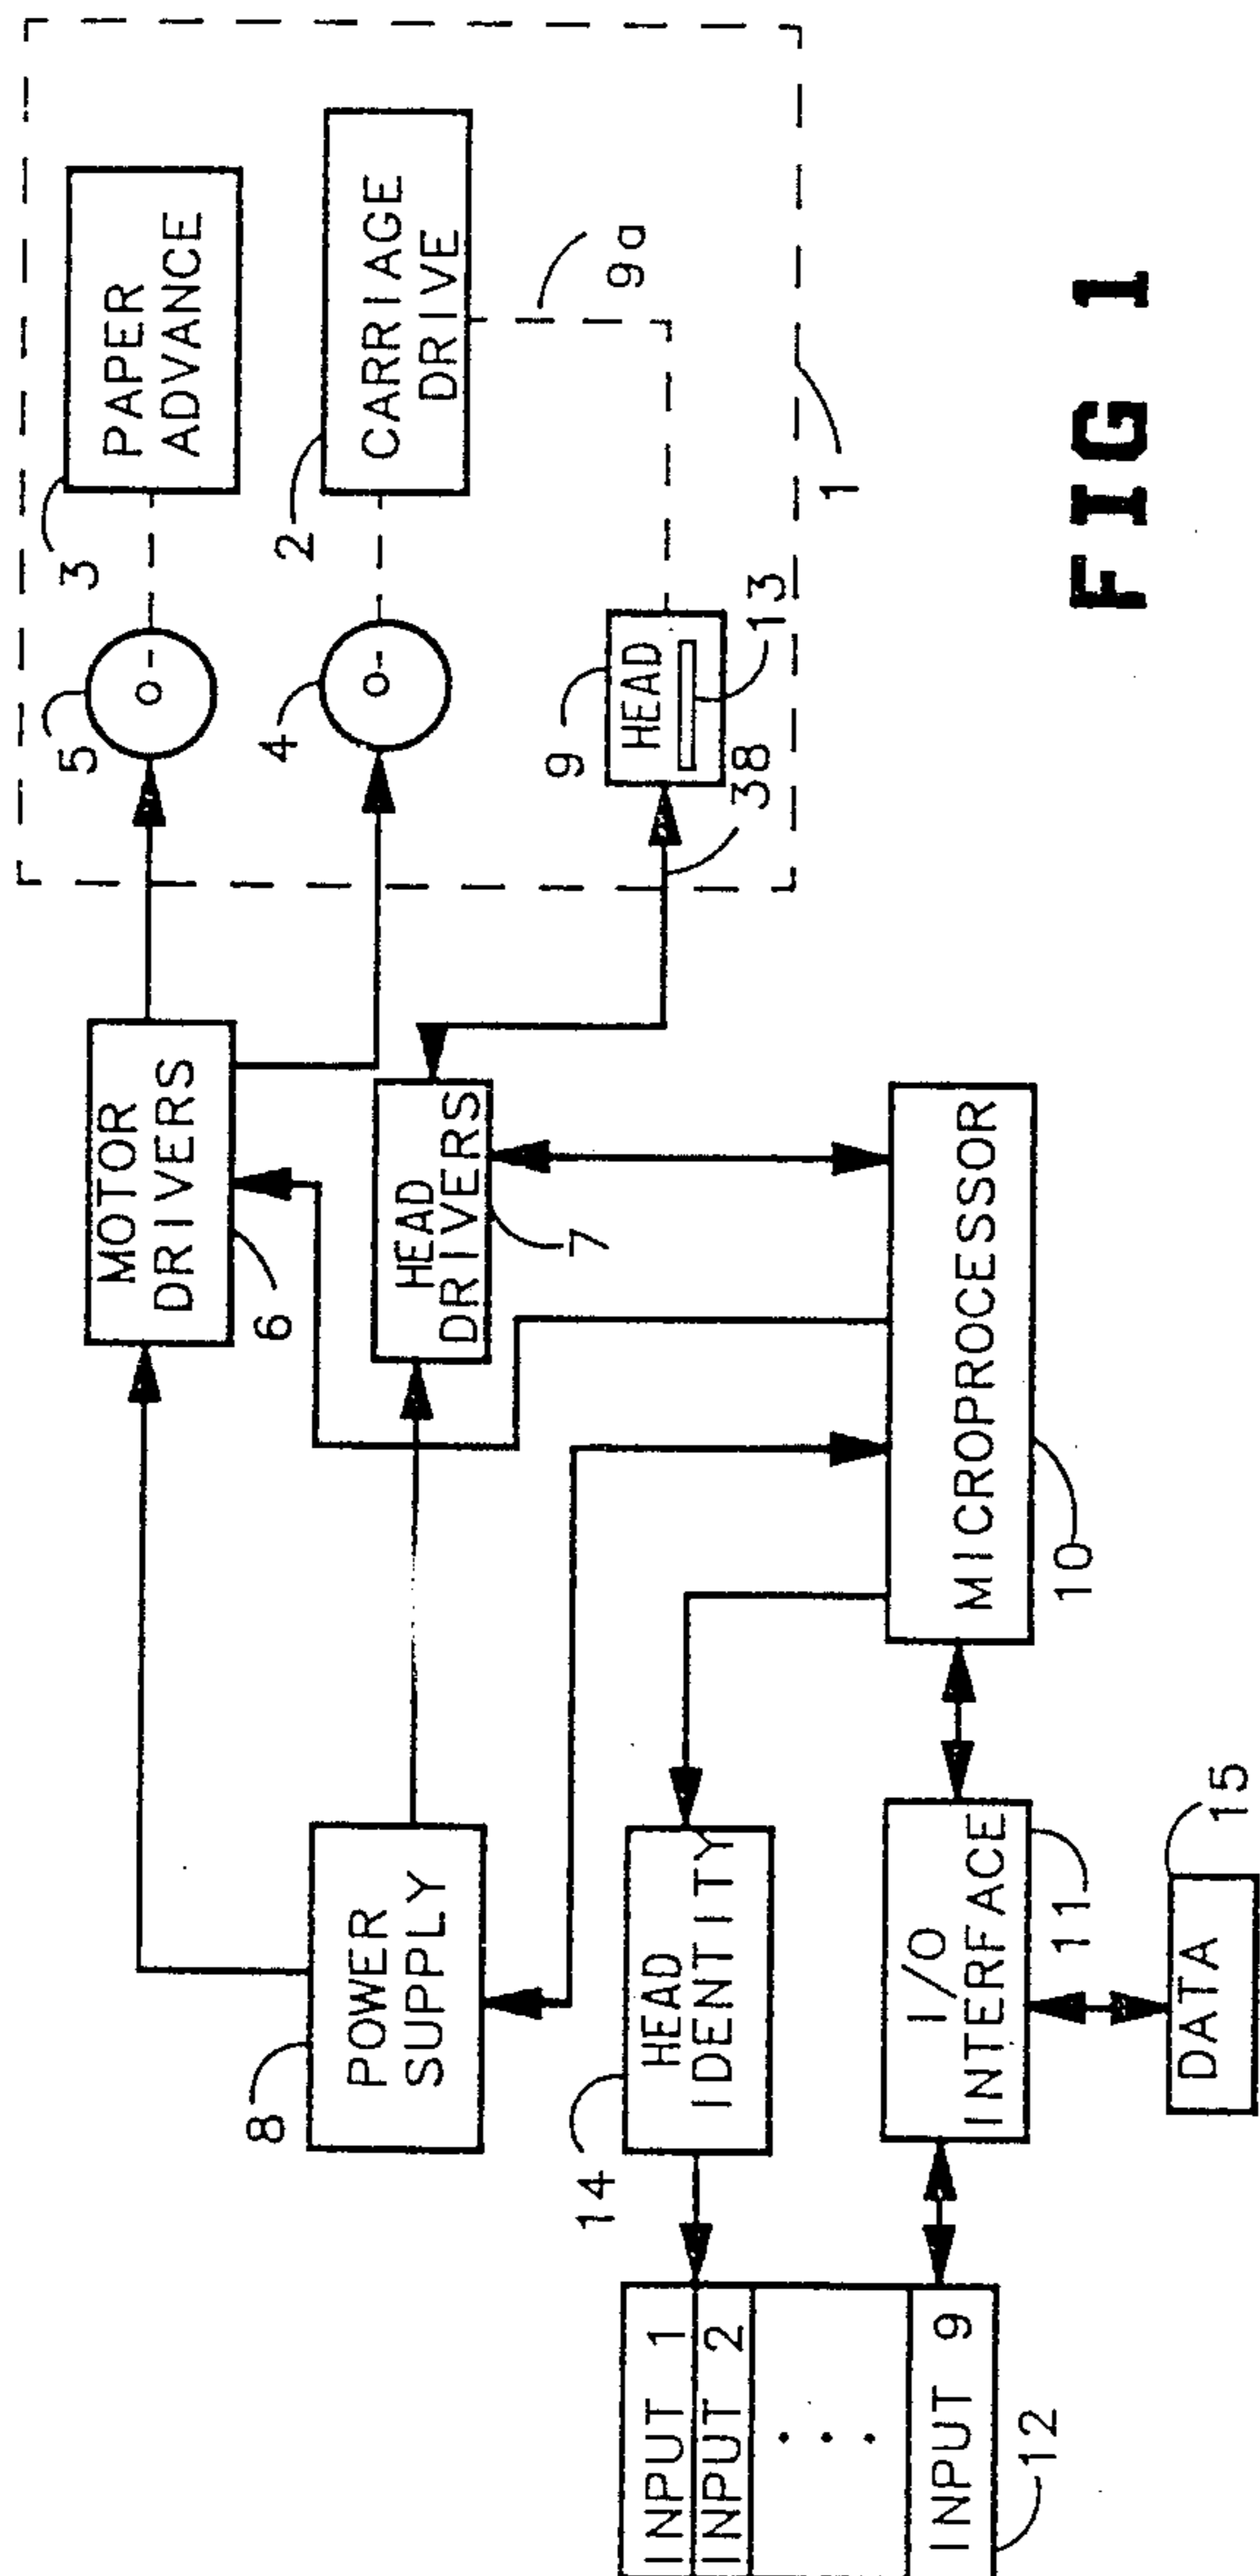 PAPER
ADVANCE
3
5
CARRIAGE
DRIVE
2
4
9a
HEAD
9
13
38
1
MOTOR
DRIVERS
6
HEAD
DRIVERS
7
POWER
SUPPLY
8
MICROPROCESSOR
10
HEAD
IDENTITY
14
I/O
INTERFACE
11
DATA
15
INPUT 1
INPUT 2
INPUT 9
12
FIG 1